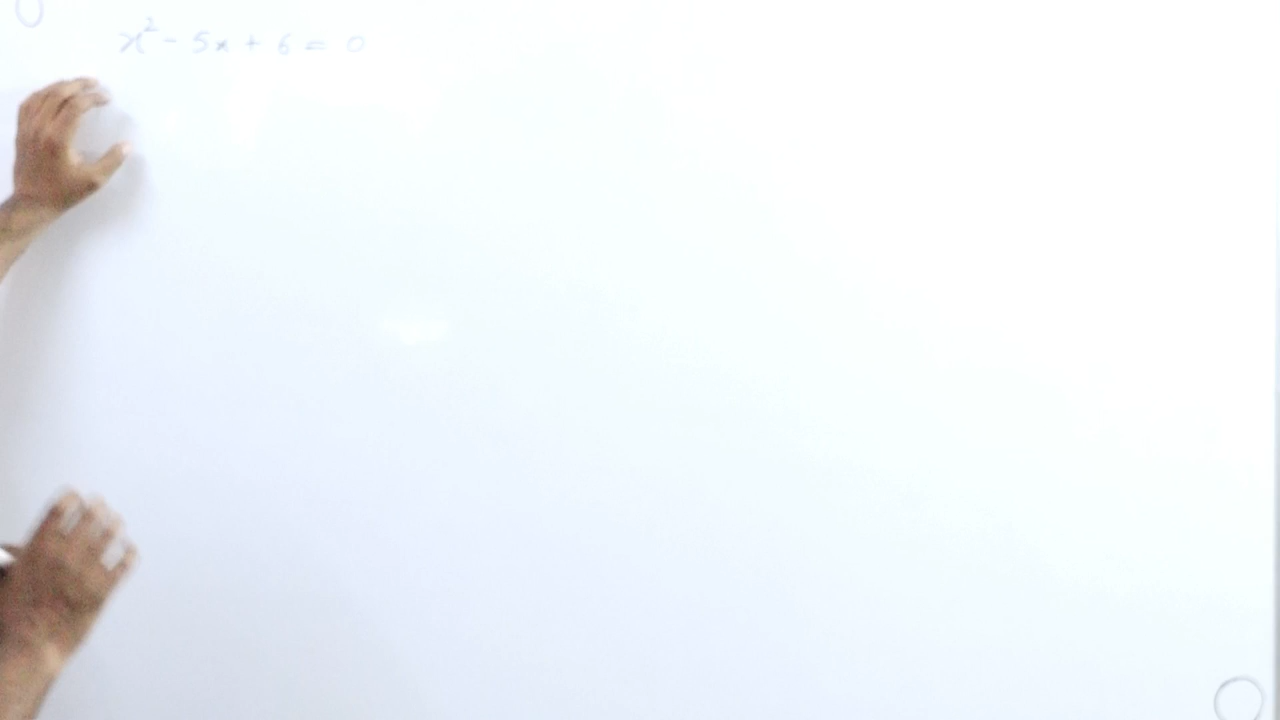 x² - 5x + 6 = 0